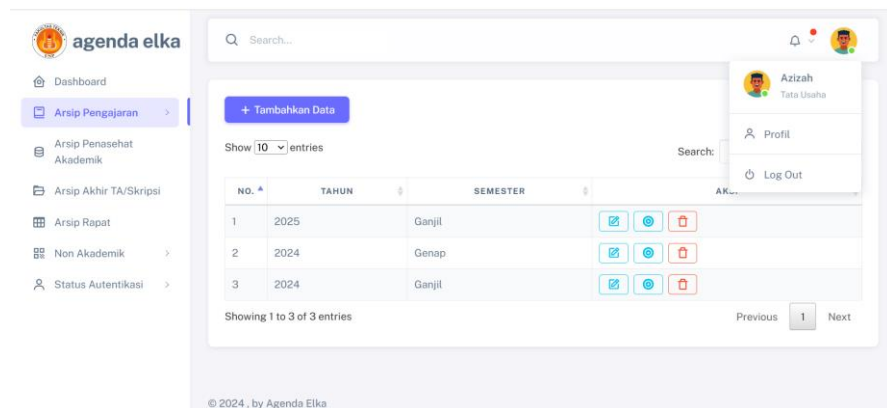 agenda elka
Search...
Azizah
Tata Usaha
Profil
Log Out
Dashboard
Arsip Pengajaran
Arsip Penasehat
Akademik
Arsip Akhir TA/Skripsi
Arsip Rapat
Non Akademik
Status Autentikasi
+ Tambahkan Data
Show 10 entries
Search:
NO. TAHUN SEMESTER
1 2025 Ganjil
2 2024 Genap
3 2024 Ganjil
Showing 1 to 3 of 3 entries
Previous 1 Next
© 2024 , by Agenda Elka